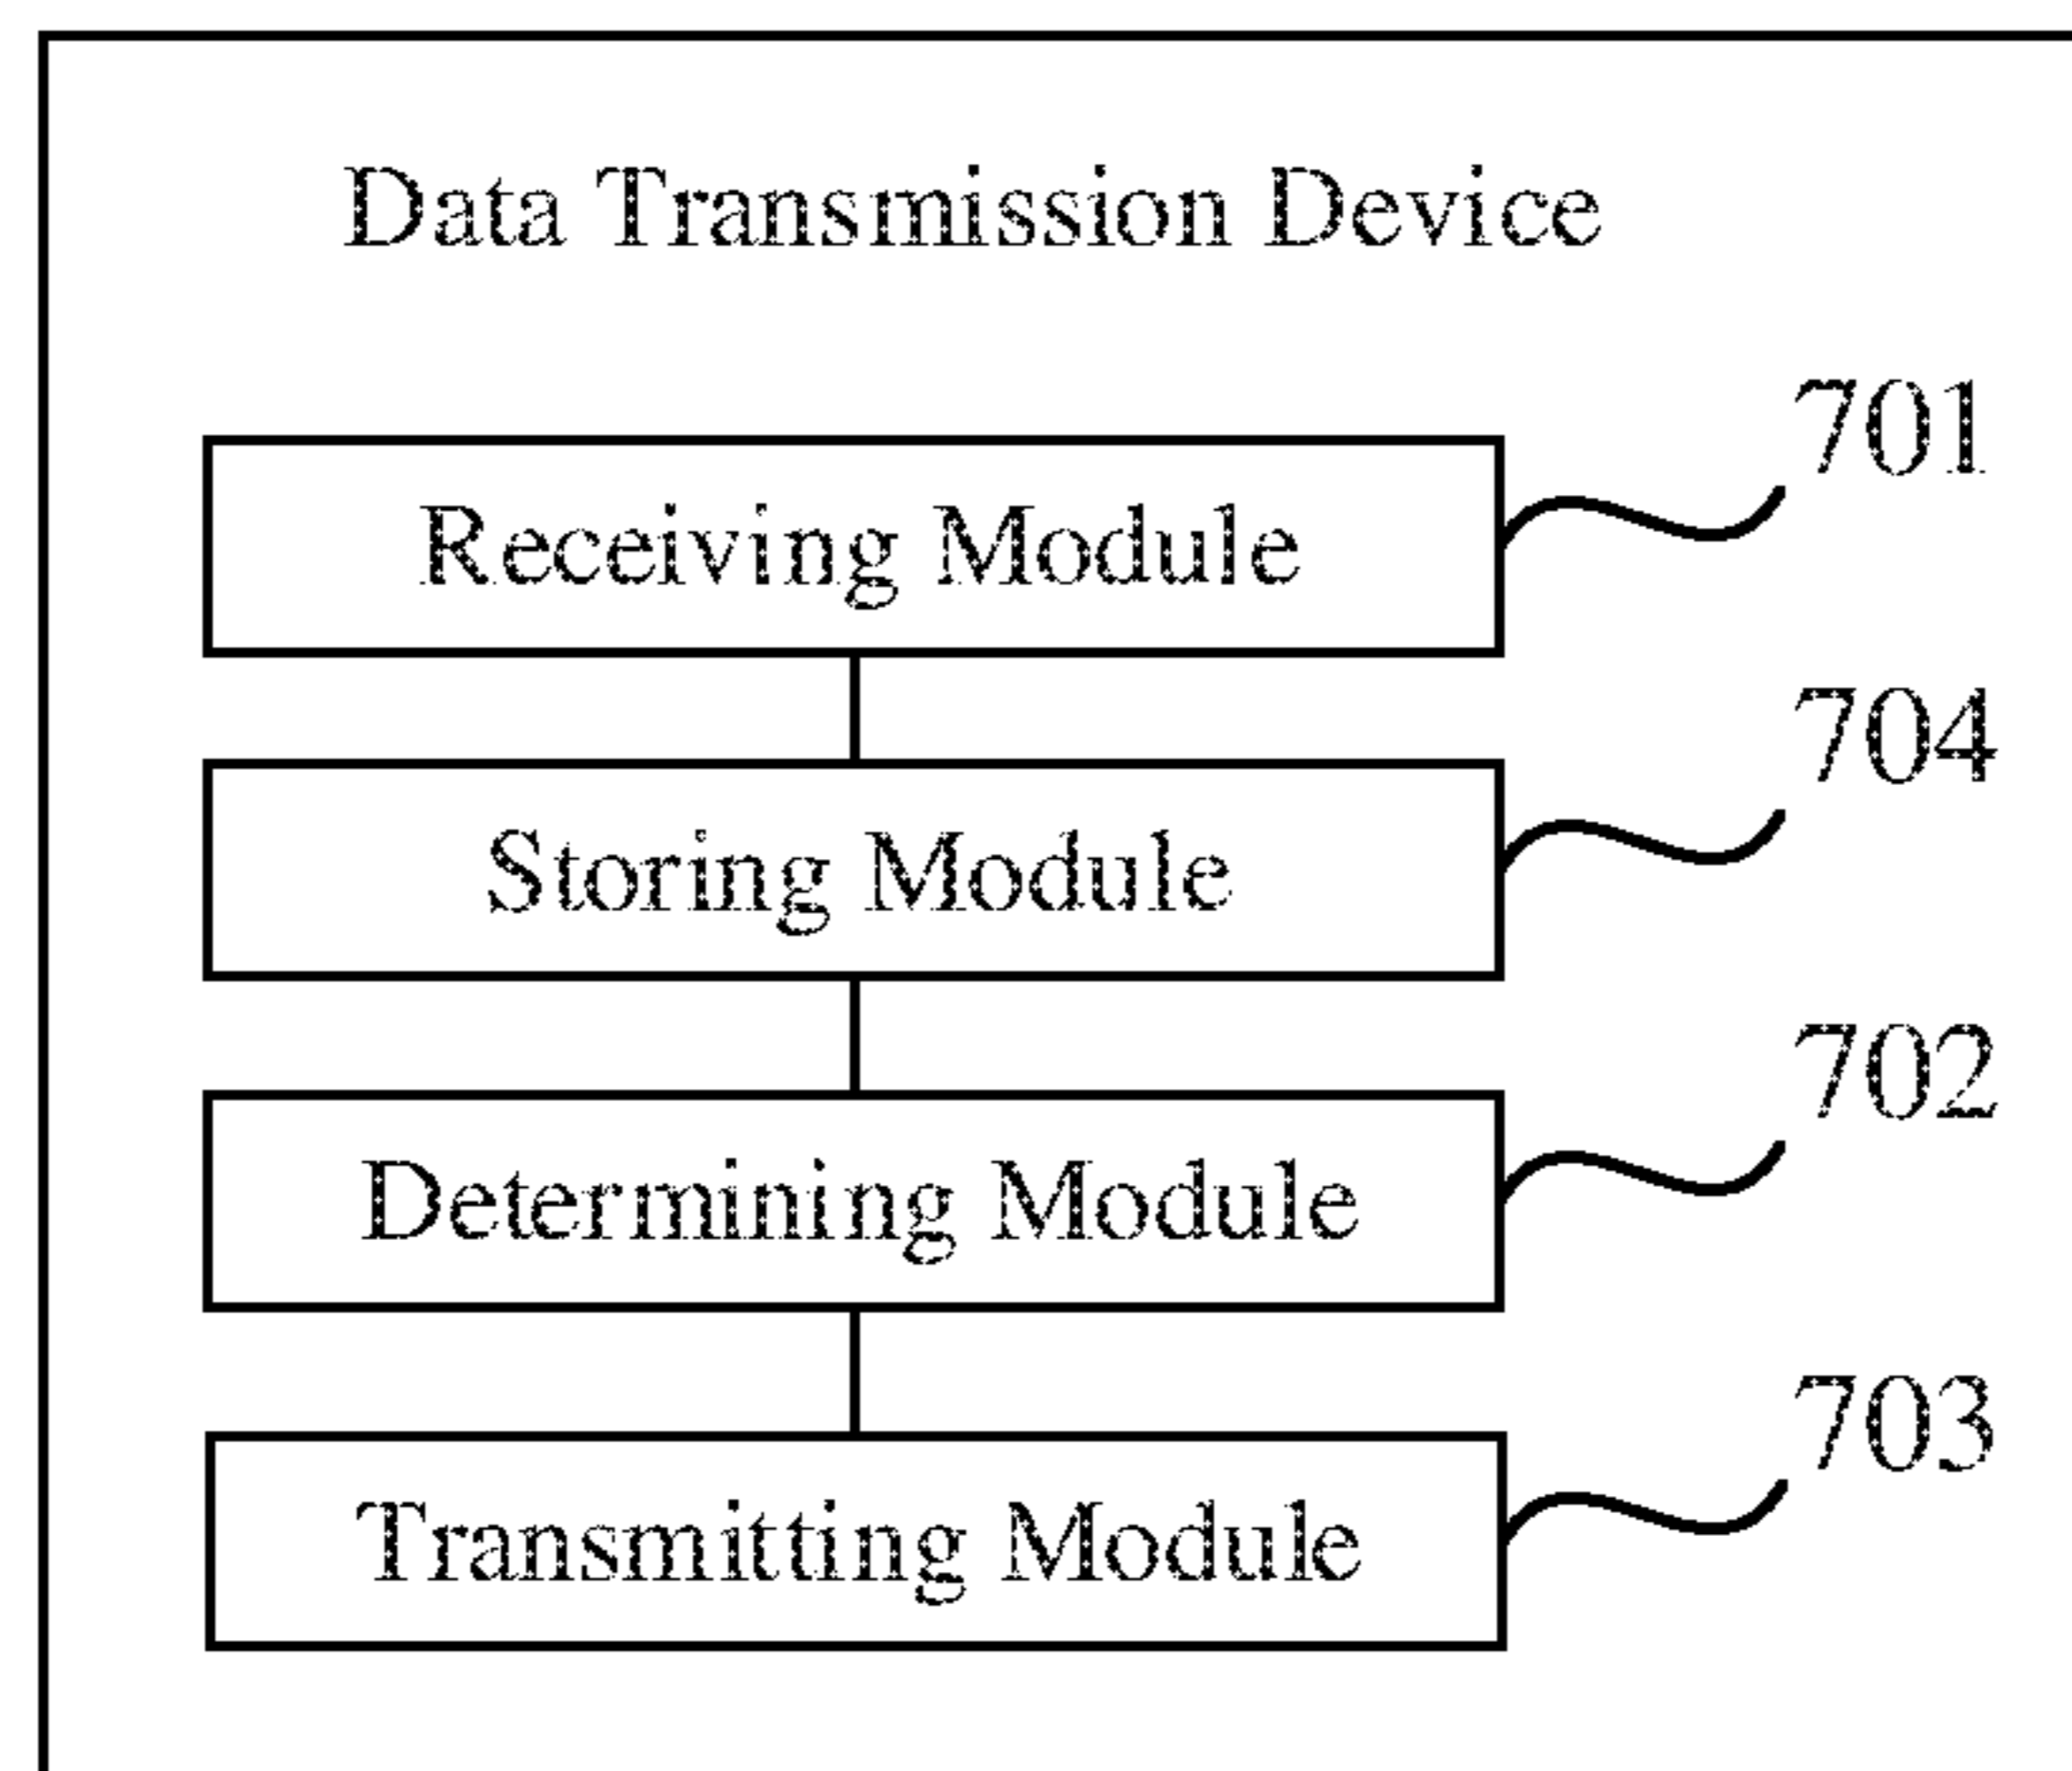 Data Transmission Device
701
Receiving Module
704
Storing Module
702
Determining Module
703
Transmitting Module